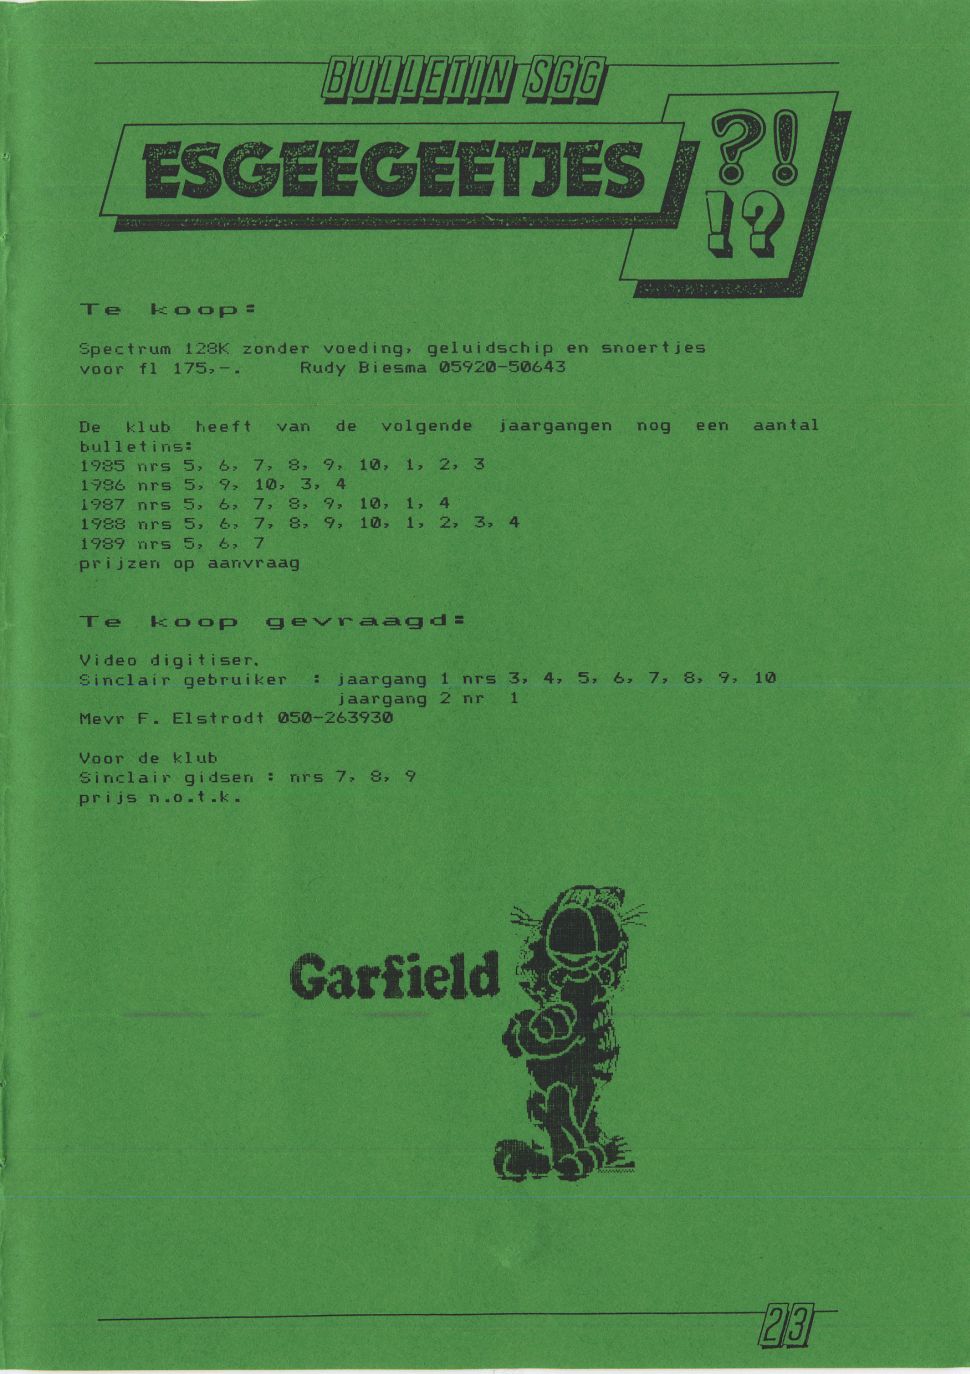 BULLETIN SGG
ESGEEGEETJES ?!
!?
Te koop:
Spectrum 128K zonder voeding, geluidschip en snoertjes
voor fl 175,-. Rudy Biesma 05920-50643
De klub heeft van de volgende jaargangen nog een aantal
bulletins:
1985 nrs 5, 6, 7, 8, 9, 10, 1, 2, 3
1986 nrs 5, 9, 10, 3, 4
1987 nrs 5, 6, 7, 8, 9, 10, 1, 4
1988 nrs 5, 6, 7, 8, 9, 10, 1, 2, 3, 4
1989 nrs 5, 6, 7
prijzen op aanvraag
Te koop gevraagd:
Video digitiser.
Sinclair gebruiker : jaargang 1 nrs 3, 4, 5, 6, 7, 8, 9, 10
jaargang 2 nr 1
Mevr F. Elstrodt 050-263930
Voor de klub
Sinclair gidsen : nrs 7, 8, 9
prijs n.o.t.k.
Garfield
23